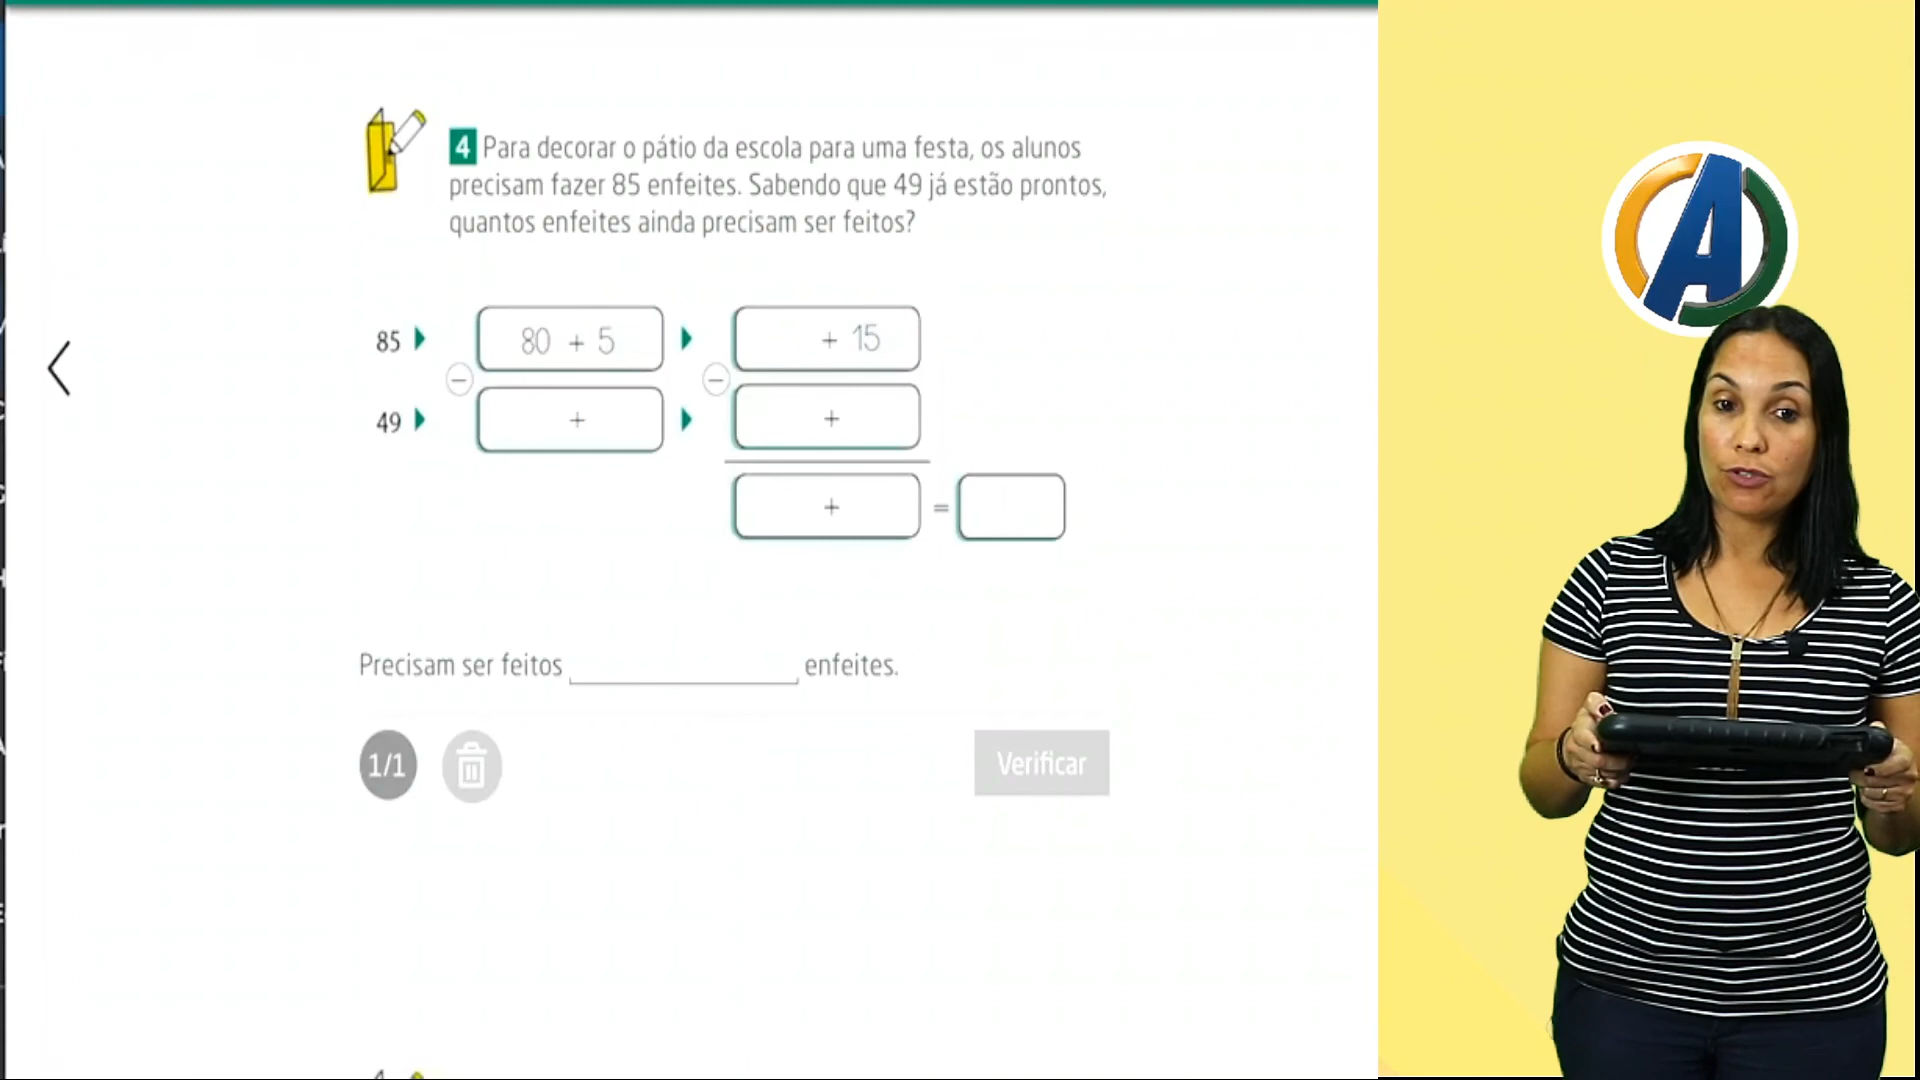 4 Para decorar o pátio da escola para uma festa, os alunos
precisam fazer 85 enfeites. Sabendo que 49 já estão prontos,
quantos enfeites ainda precisam ser feitos?
85 80 + 5 + 15
−  −
49 + +
+ =
Precisam ser feitos ____________ enfeites.
1/1 Verificar
A